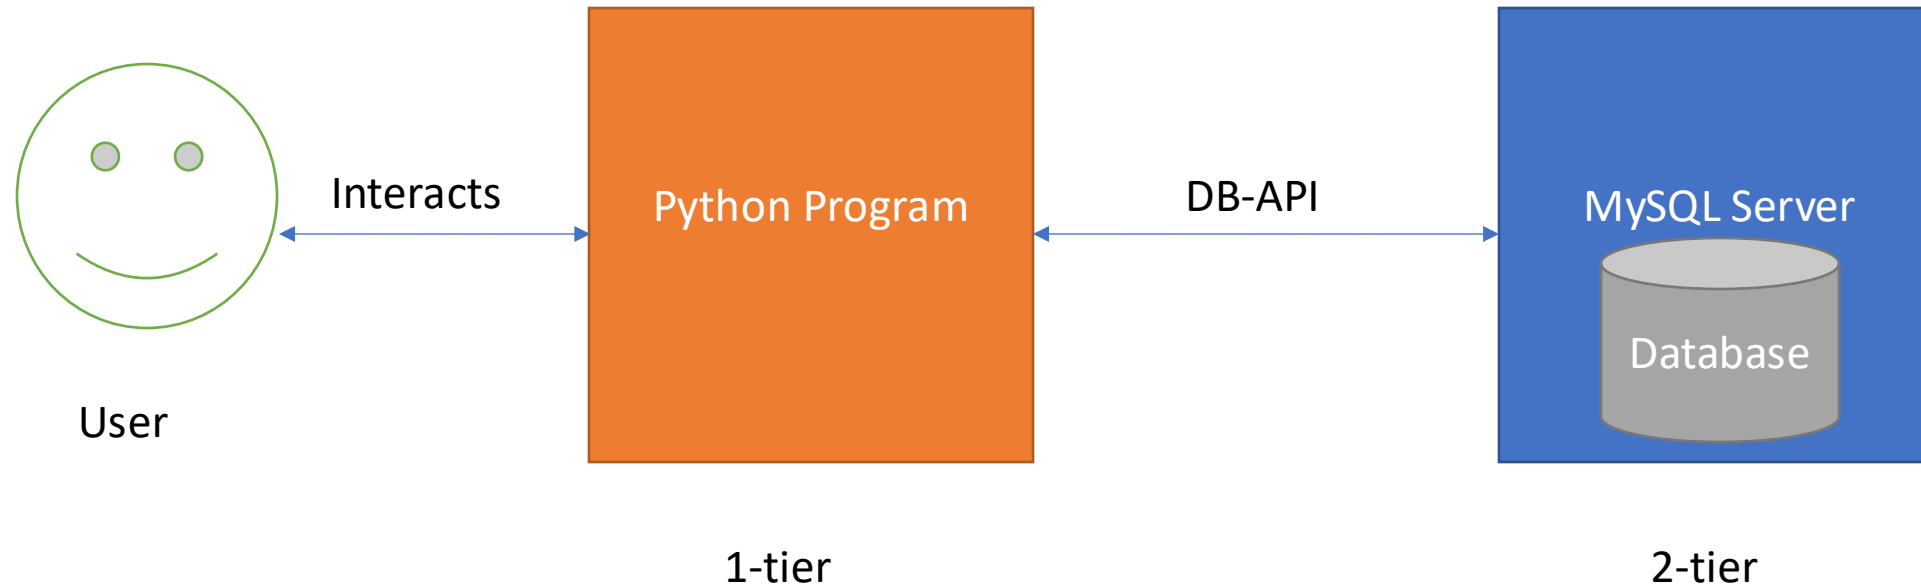 User
Interacts
Python Program
DB-API
MySQL Server
Database
1-tier
2-tier